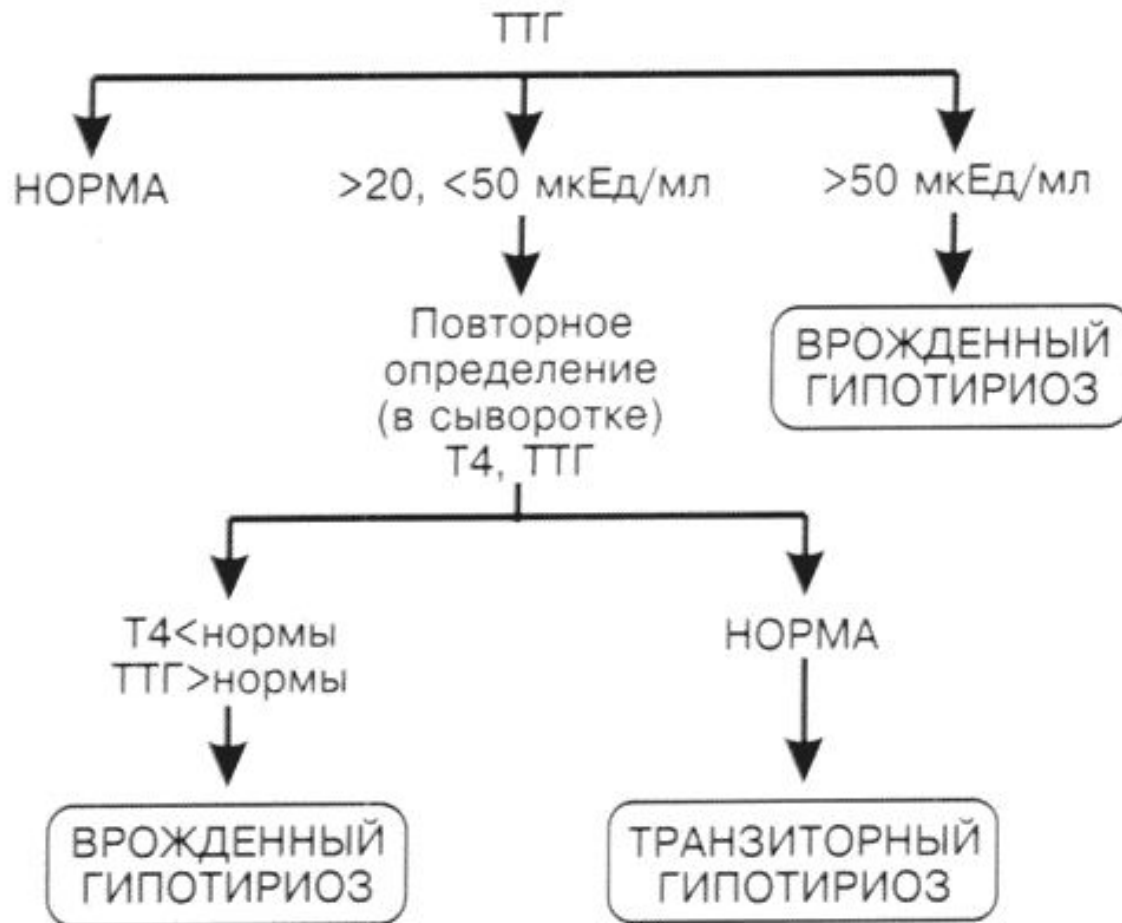 ТТГ
НОРМА
>20, <50 мкЕд/мл
>50 мкЕд/мл
Повторное
определение
(в сыворотке)
Т4, ТТГ
ВРОЖДЕННЫЙ
ГИПОТИРИОЗ
Т4<нормы
ТТГ>нормы
НОРМА
ВРОЖДЕННЫЙ
ГИПОТИРИОЗ
ТРАНЗИТОРНЫЙ
ГИПОТИРИОЗ